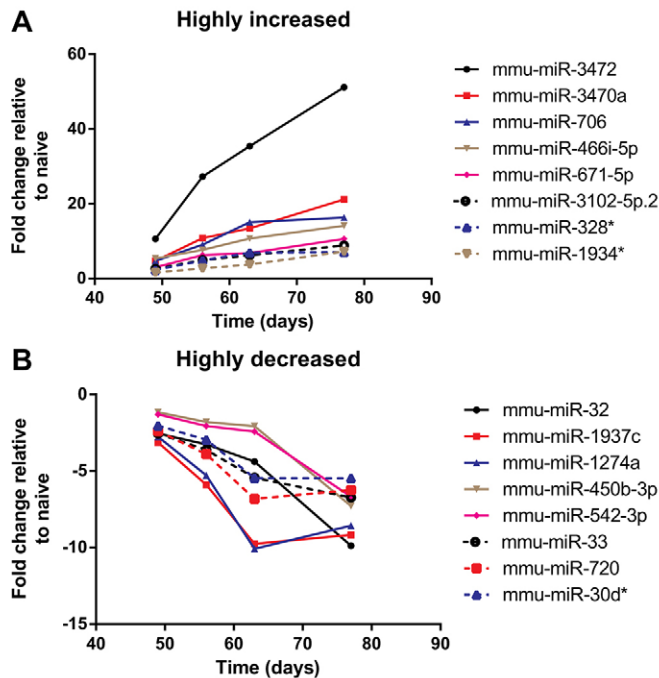 A
Highly increased
Fold change relative
to naive
60
40
20
0
40 50 60 70 80 90
Time (days)
mmu-miR-3472
mmu-miR-3470a
mmu-miR-706
mmu-miR-466i-5p
mmu-miR-671-5p
mmu-miR-3102-5p.2
mmu-miR-328*
mmu-miR-1934*
B
Highly decreased
Fold change relative
to naive
0
-5
-10
-15
40 50 60 70 80 90
Time (days)
mmu-miR-32
mmu-miR-1937c
mmu-miR-1274a
mmu-miR-450b-3p
mmu-miR-542-3p
mmu-miR-33
mmu-miR-720
mmu-miR-30d*